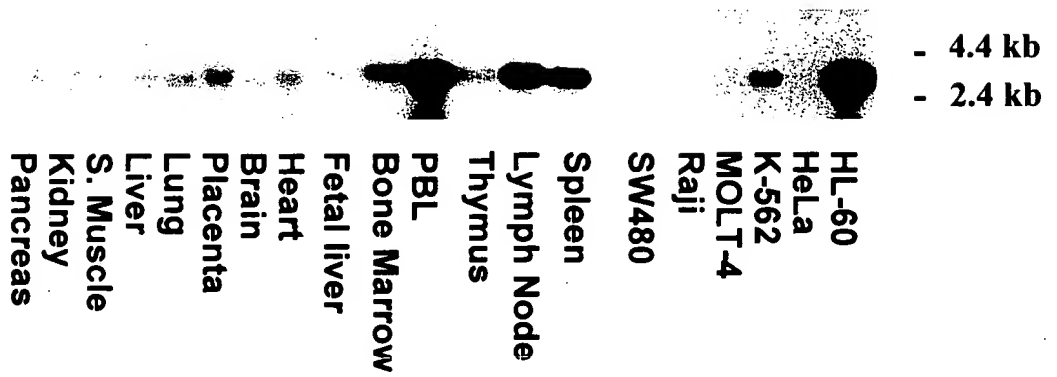 - 4.4 kb
- 2.4 kb
Pancreas
Kidney
S. Muscle
Liver
Lung
Placenta
Brain
Heart
Fetal liver
Bone Marrow
PBL
Thymus
Lymph Node
Spleen
SW480
Raji
MOLT-4
K-562
HeLa
HL-60